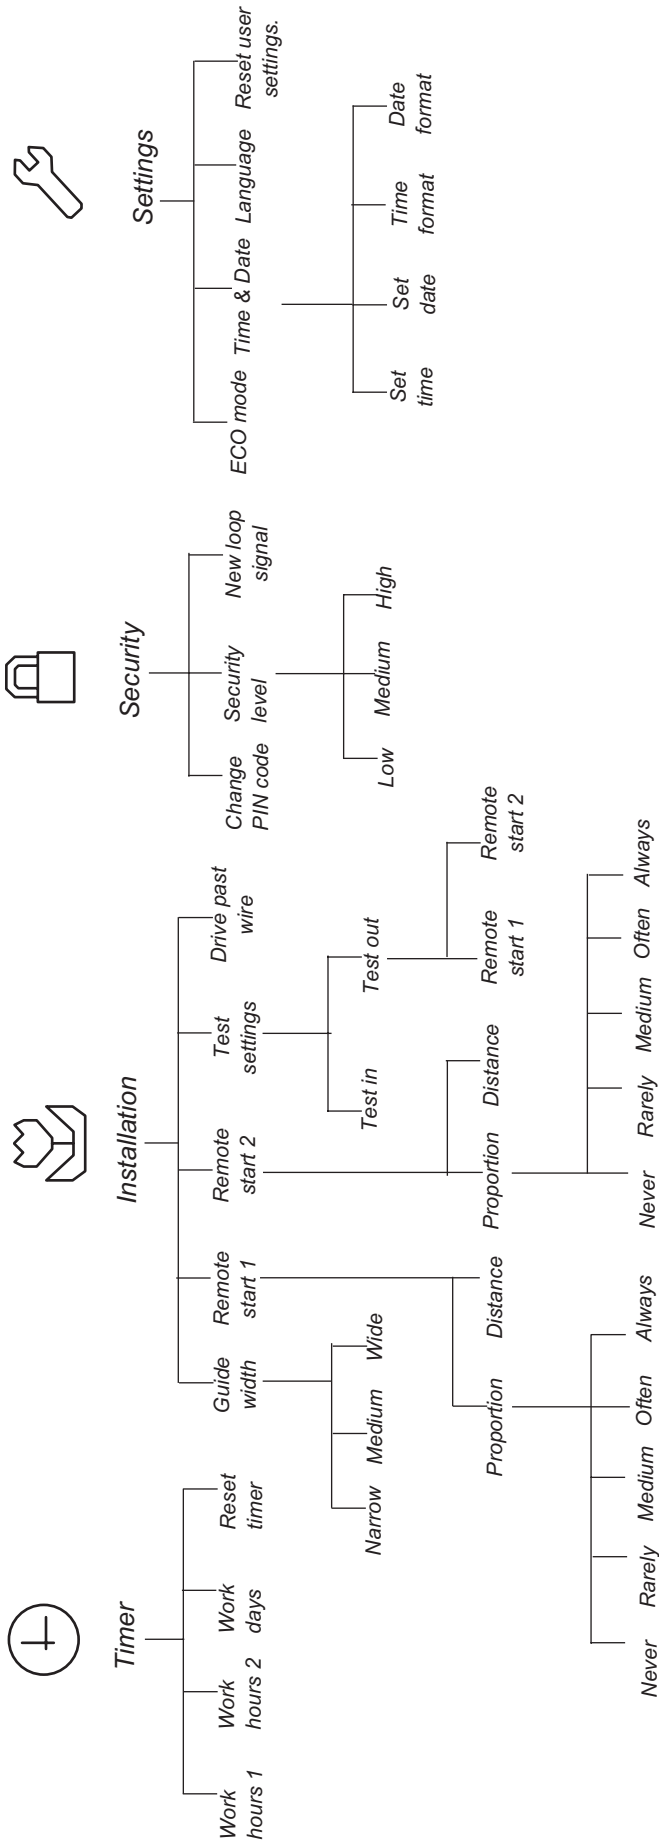 Timer
Work
hours 1
Work
hours 2
Work
days
Reset
timer
Installation
Guide
width
Remote
start 1
Remote
start 2
Test
settings
Drive past
wire
Narrow
Medium
Wide
Test in
Test out
Proportion
Distance
Proportion
Distance
Remote
start 1
Remote
start 2
Never
Rarely
Medium
Often
Always
Never
Rarely
Medium
Often
Always
Security
Change
PIN code
Security
level
New loop
signal
Low
Medium
High
Settings
ECO mode
Time & Date
Language
Reset user
settings.
Set
time
Set
date
Time
format
Date
format